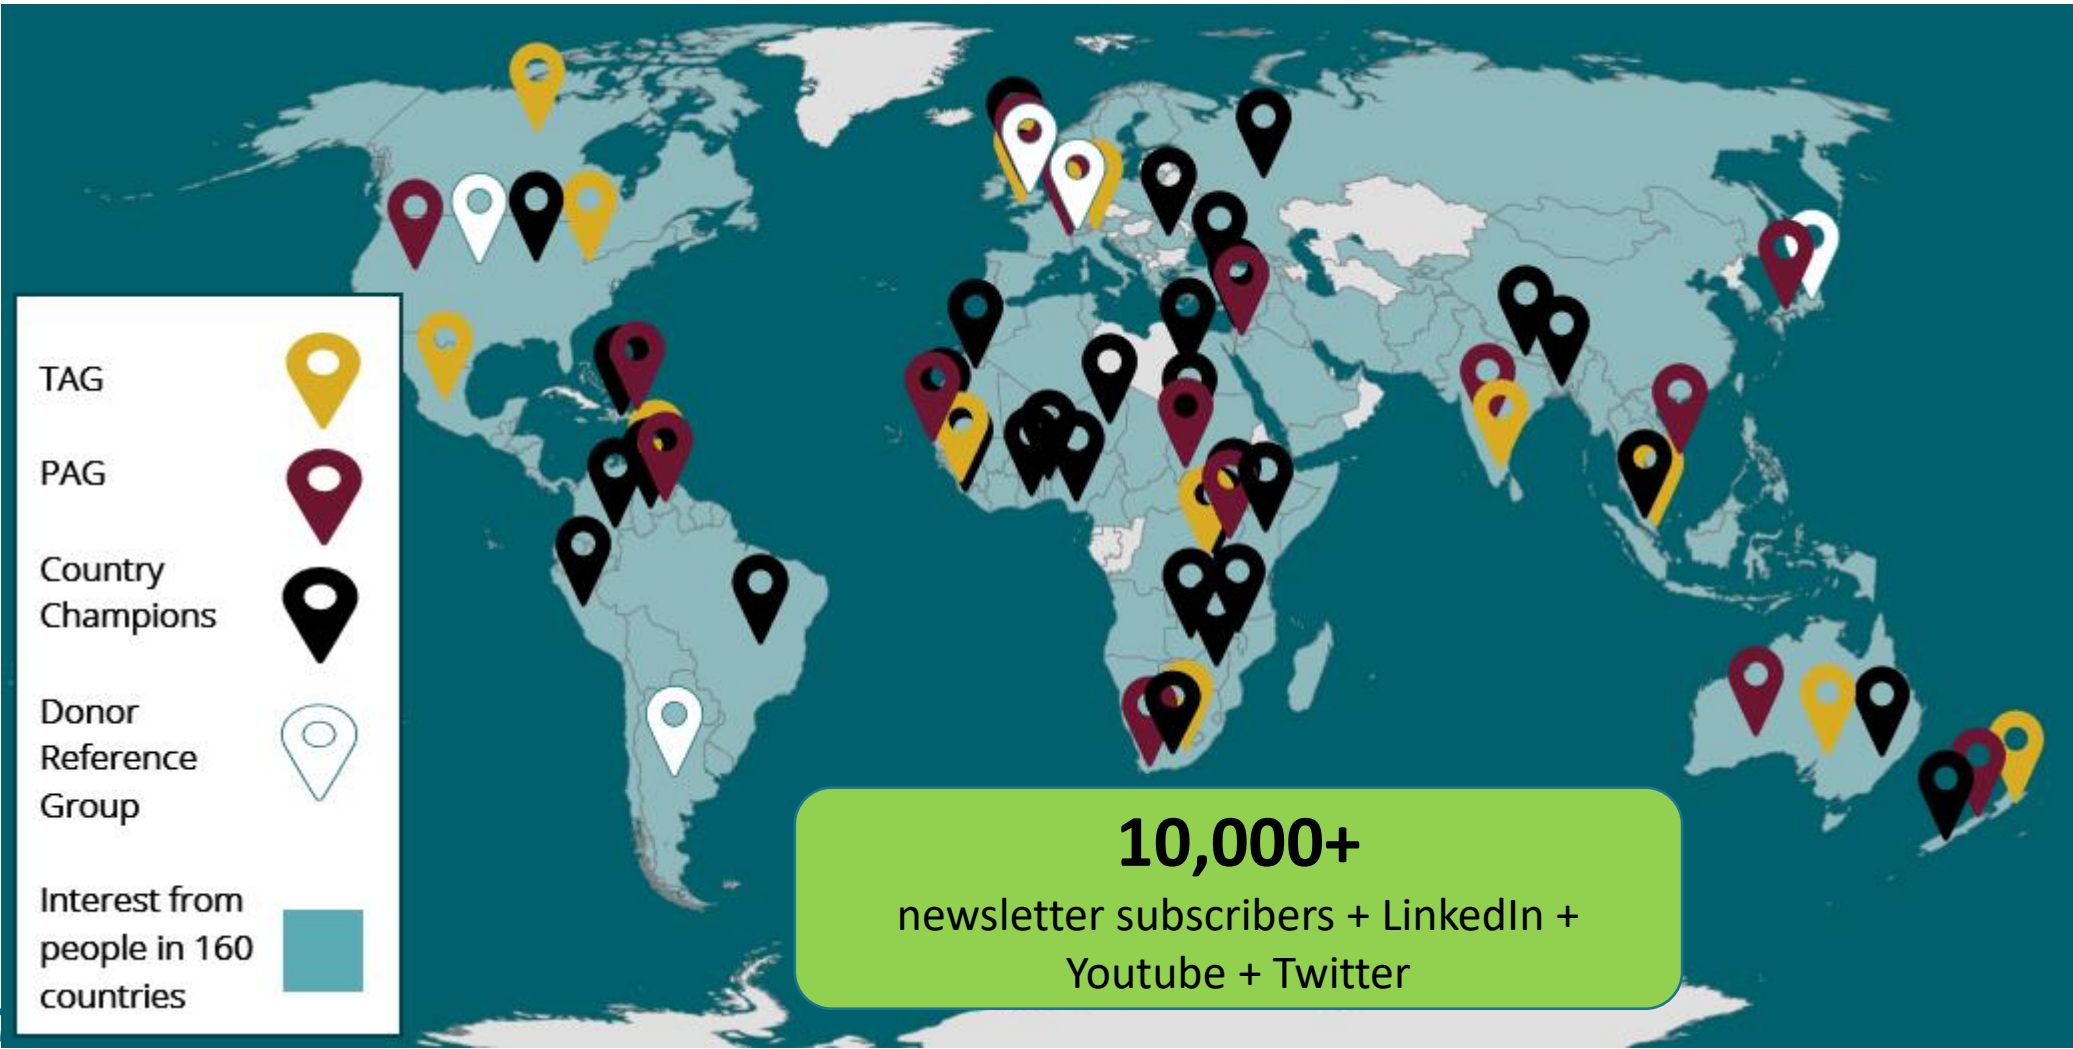 TAG
PAG
Country
Champions
Donor
Reference
Group
Interest from
people in 160
countries
10,000+
newsletter subscribers + LinkedIn +
Youtube + Twitter